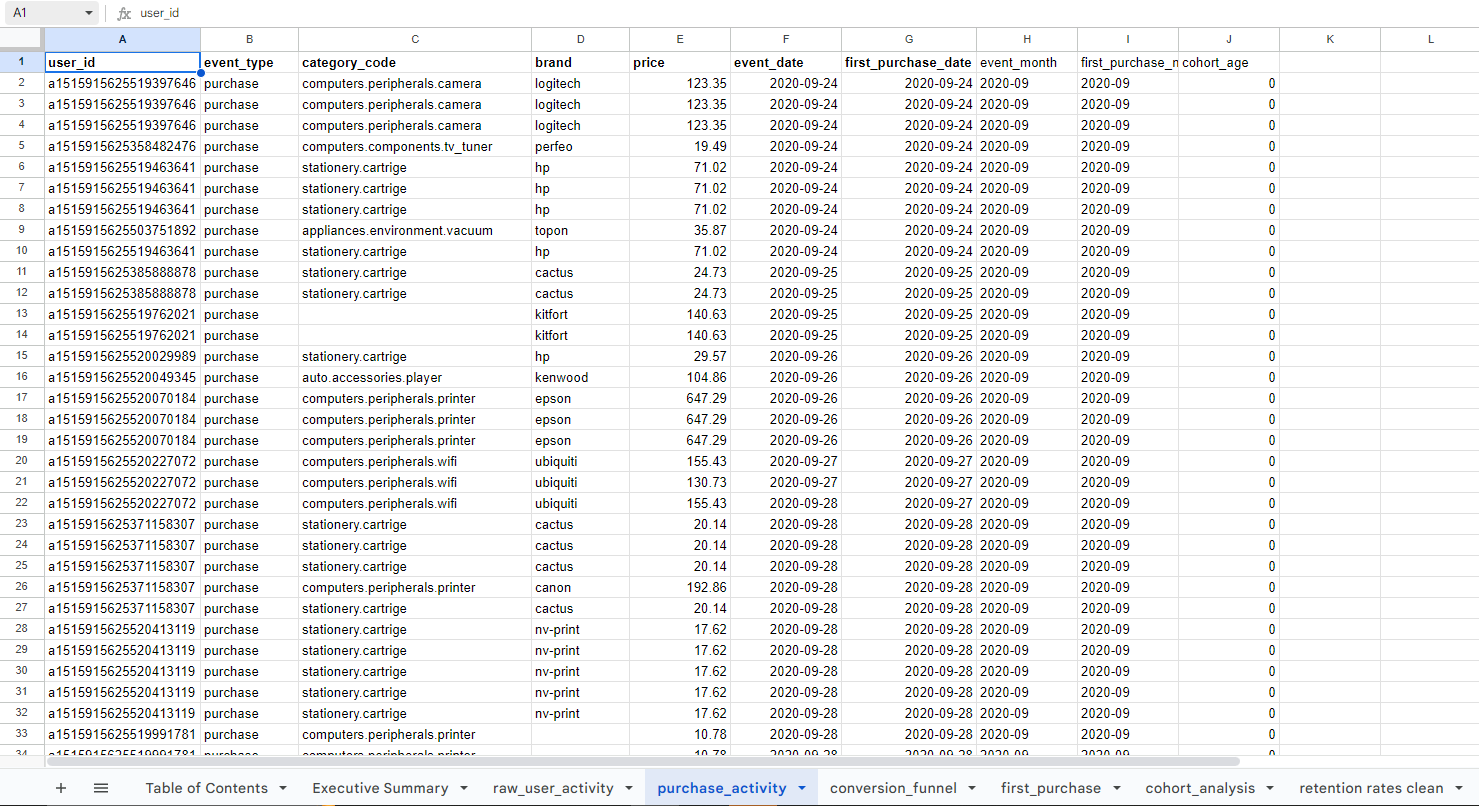 A1 fx user_id
A B C D E F G H I J K L
1 user_id event_type category_code brand price event_date first_purchase_date event_month first_purchase_m cohort_age
2 a1515915625519397646 purchase computers.peripherals.camera logitech 123.35 2020-09-24 2020-09-24 2020-09 2020-09 0
3 a1515915625519397646 purchase computers.peripherals.camera logitech 123.35 2020-09-24 2020-09-24 2020-09 2020-09 0
4 a1515915625519397646 purchase computers.peripherals.camera logitech 123.35 2020-09-24 2020-09-24 2020-09 2020-09 0
5 a1515915625358482476 purchase computers.components.tv_tuner perfeo 19.49 2020-09-24 2020-09-24 2020-09 2020-09 0
6 a1515915625519463641 purchase stationery.cartrige hp 71.02 2020-09-24 2020-09-24 2020-09 2020-09 0
7 a1515915625519463641 purchase stationery.cartrige hp 71.02 2020-09-24 2020-09-24 2020-09 2020-09 0
8 a1515915625519463641 purchase stationery.cartrige hp 71.02 2020-09-24 2020-09-24 2020-09 2020-09 0
9 a1515915625503751892 purchase appliances.environment.vacuum topon 35.87 2020-09-24 2020-09-24 2020-09 2020-09 0
10 a1515915625519463641 purchase stationery.cartrige hp 71.02 2020-09-24 2020-09-24 2020-09 2020-09 0
11 a1515915625385888878 purchase stationery.cartrige cactus 24.73 2020-09-25 2020-09-25 2020-09 2020-09 0
12 a1515915625385888878 purchase stationery.cartrige cactus 24.73 2020-09-25 2020-09-25 2020-09 2020-09 0
13 a1515915625519762021 purchase kitfort 140.63 2020-09-25 2020-09-25 2020-09 2020-09 0
14 a1515915625519762021 purchase kitfort 140.63 2020-09-25 2020-09-25 2020-09 2020-09 0
15 a1515915625520029989 purchase stationery.cartrige hp 29.57 2020-09-26 2020-09-26 2020-09 2020-09 0
16 a1515915625520049345 purchase auto.accessories.player kenwood 104.86 2020-09-26 2020-09-26 2020-09 2020-09 0
17 a1515915625520070184 purchase computers.peripherals.printer epson 647.29 2020-09-26 2020-09-26 2020-09 2020-09 0
18 a1515915625520070184 purchase computers.peripherals.printer epson 647.29 2020-09-26 2020-09-26 2020-09 2020-09 0
19 a1515915625520070184 purchase computers.peripherals.printer epson 647.29 2020-09-26 2020-09-26 2020-09 2020-09 0
20 a1515915625520227072 purchase computers.peripherals.wifi ubiquiti 155.43 2020-09-27 2020-09-27 2020-09 2020-09 0
21 a1515915625520227072 purchase computers.peripherals.wifi ubiquiti 130.73 2020-09-27 2020-09-27 2020-09 2020-09 0
22 a1515915625520227072 purchase computers.peripherals.wifi ubiquiti 155.43 2020-09-28 2020-09-27 2020-09 2020-09 0
23 a1515915625371158307 purchase stationery.cartrige cactus 20.14 2020-09-28 2020-09-28 2020-09 2020-09 0
24 a1515915625371158307 purchase stationery.cartrige cactus 20.14 2020-09-28 2020-09-28 2020-09 2020-09 0
25 a1515915625371158307 purchase stationery.cartrige cactus 20.14 2020-09-28 2020-09-28 2020-09 2020-09 0
26 a1515915625371158307 purchase computers.peripherals.printer canon 192.86 2020-09-28 2020-09-28 2020-09 2020-09 0
27 a1515915625371158307 purchase stationery.cartrige cactus 20.14 2020-09-28 2020-09-28 2020-09 2020-09 0
28 a1515915625520413119 purchase stationery.cartrige nv-print 17.62 2020-09-28 2020-09-28 2020-09 2020-09 0
29 a1515915625520413119 purchase stationery.cartrige nv-print 17.62 2020-09-28 2020-09-28 2020-09 2020-09 0
30 a1515915625520413119 purchase stationery.cartrige nv-print 17.62 2020-09-28 2020-09-28 2020-09 2020-09 0
31 a1515915625520413119 purchase stationery.cartrige nv-print 17.62 2020-09-28 2020-09-28 2020-09 2020-09 0
32 a1515915625520413119 purchase stationery.cartrige nv-print 17.62 2020-09-28 2020-09-28 2020-09 2020-09 0
33 a1515915625519991781 purchase computers.peripherals.printer 10.78 2020-09-28 2020-09-28 2020-09 2020-09 0
34 a1515915625519991781 purchase computers.peripherals.printer 10.78 2020-09-28 2020-09-28 2020-09 2020-09 0
+ Table of Contents Executive Summary raw_user_activity purchase_activity conversion_funnel first_purchase cohort_analysis retention rates clean